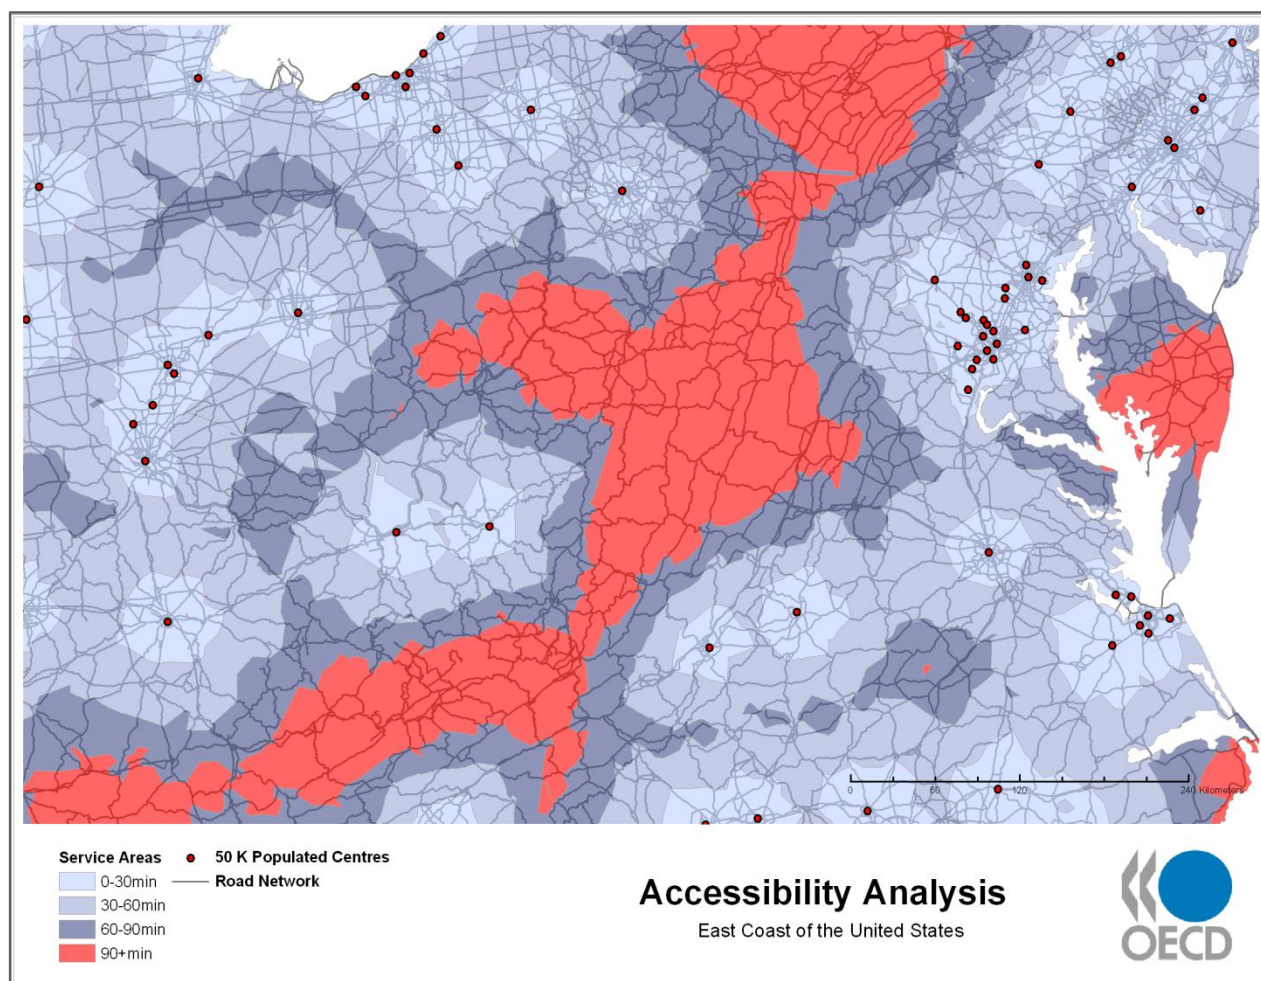 0 60 120 240 Kilometers
Service Areas
50 K Populated Centres
0-30min
Road Network
30-60min
60-90min
90+min
Accessibility Analysis
East Coast of the United States
OECD